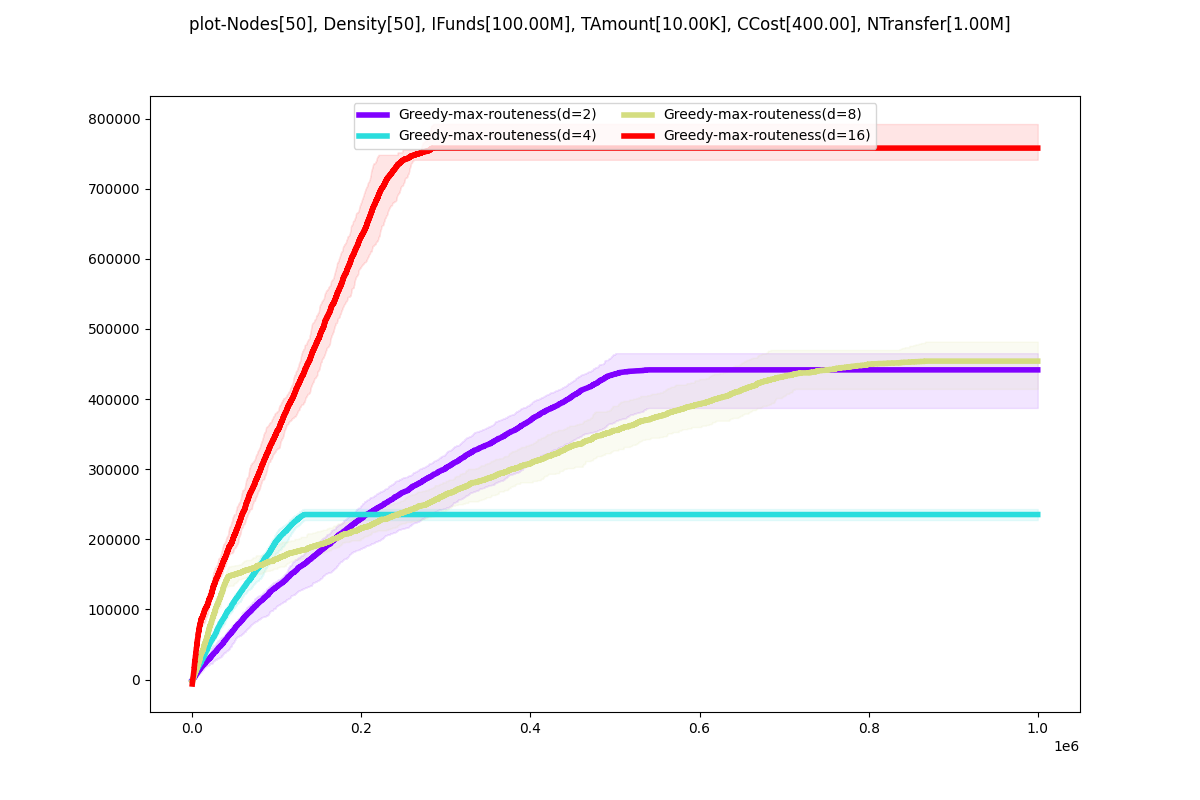 plot-Nodes[50], Density[50], IFunds[100.00M], TAmount[10.00K], CCost[400.00], NTransfer[1.00M]
Greedy-max-routeness(d=2)
Greedy-max-routeness(d=4)
Greedy-max-routeness(d=8)
Greedy-max-routeness(d=16)
800000
700000
600000
500000
400000
300000
200000
100000
0
0.0 0.2 0.4 0.6 0.8 1.0
1e6